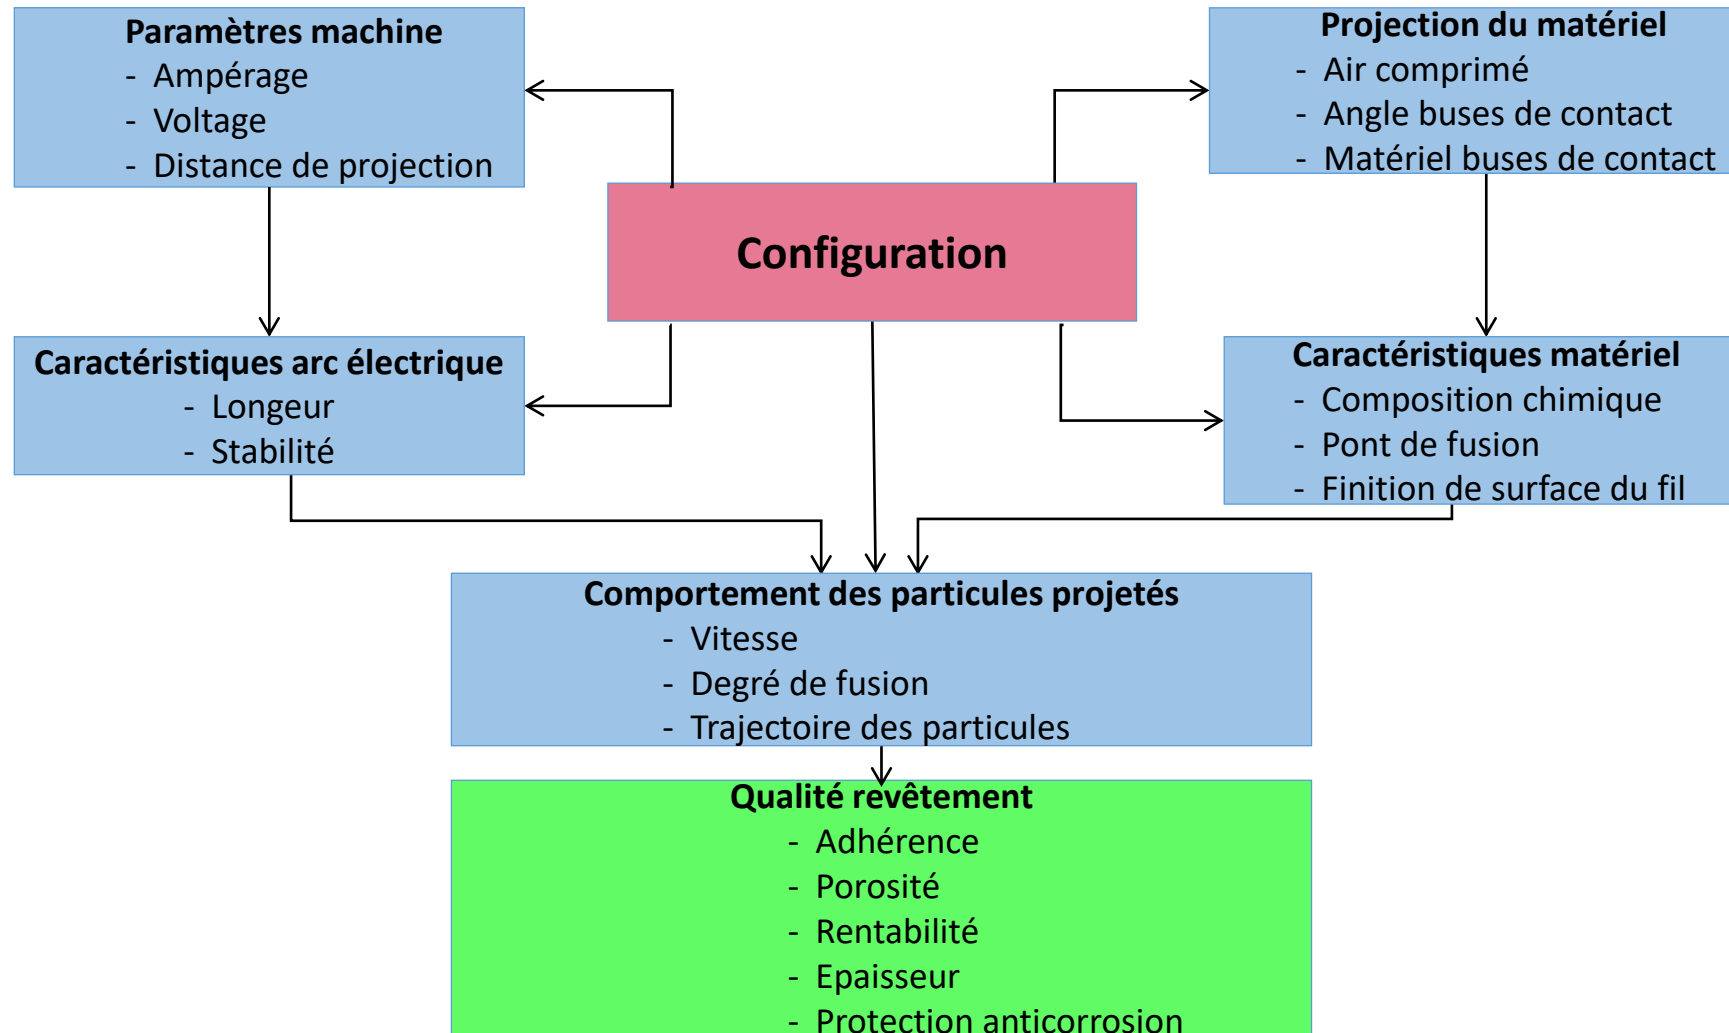 Paramètres machine
- Ampérage
- Voltage
- Distance de projection
Projection du matériel
- Air comprimé
- Angle buses de contact
- Matériel buses de contact
Configuration
Caractéristiques arc électrique
- Longeur
- Stabilité
Caractéristiques matériel
- Composition chimique
- Pont de fusion
- Finition de surface du fil
Comportement des particules projetés
- Vitesse
- Degré de fusion
- Trajectoire des particules
Qualité revêtement
- Adhérence
- Porosité
- Rentabilité
- Epaisseur
- Protection anticorrosion